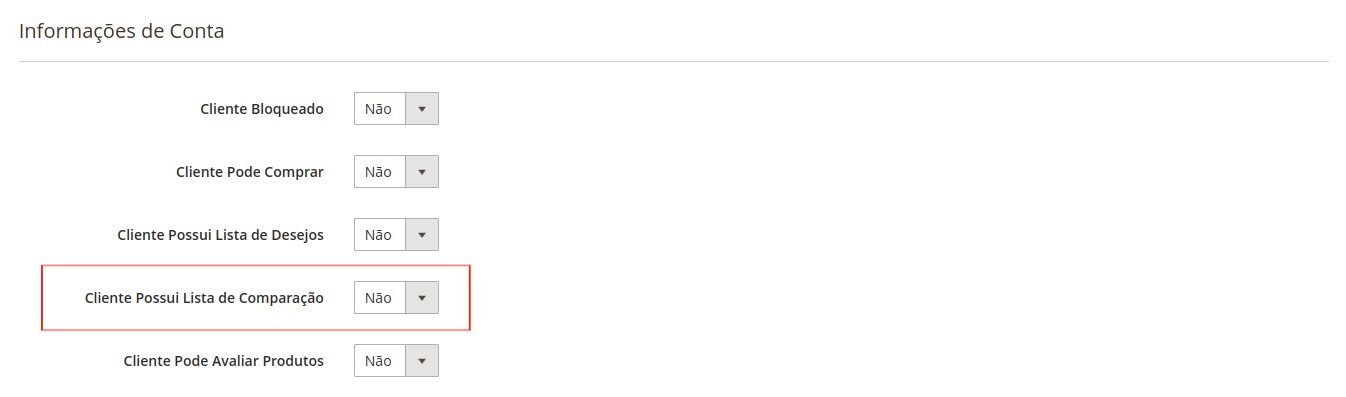 Informações de Conta
Cliente Bloqueado Não
Cliente Pode Comprar Não
Cliente Possui Lista de Desejos Não
Cliente Possui Lista de Comparação Não
Cliente Pode Avaliar Produtos Não